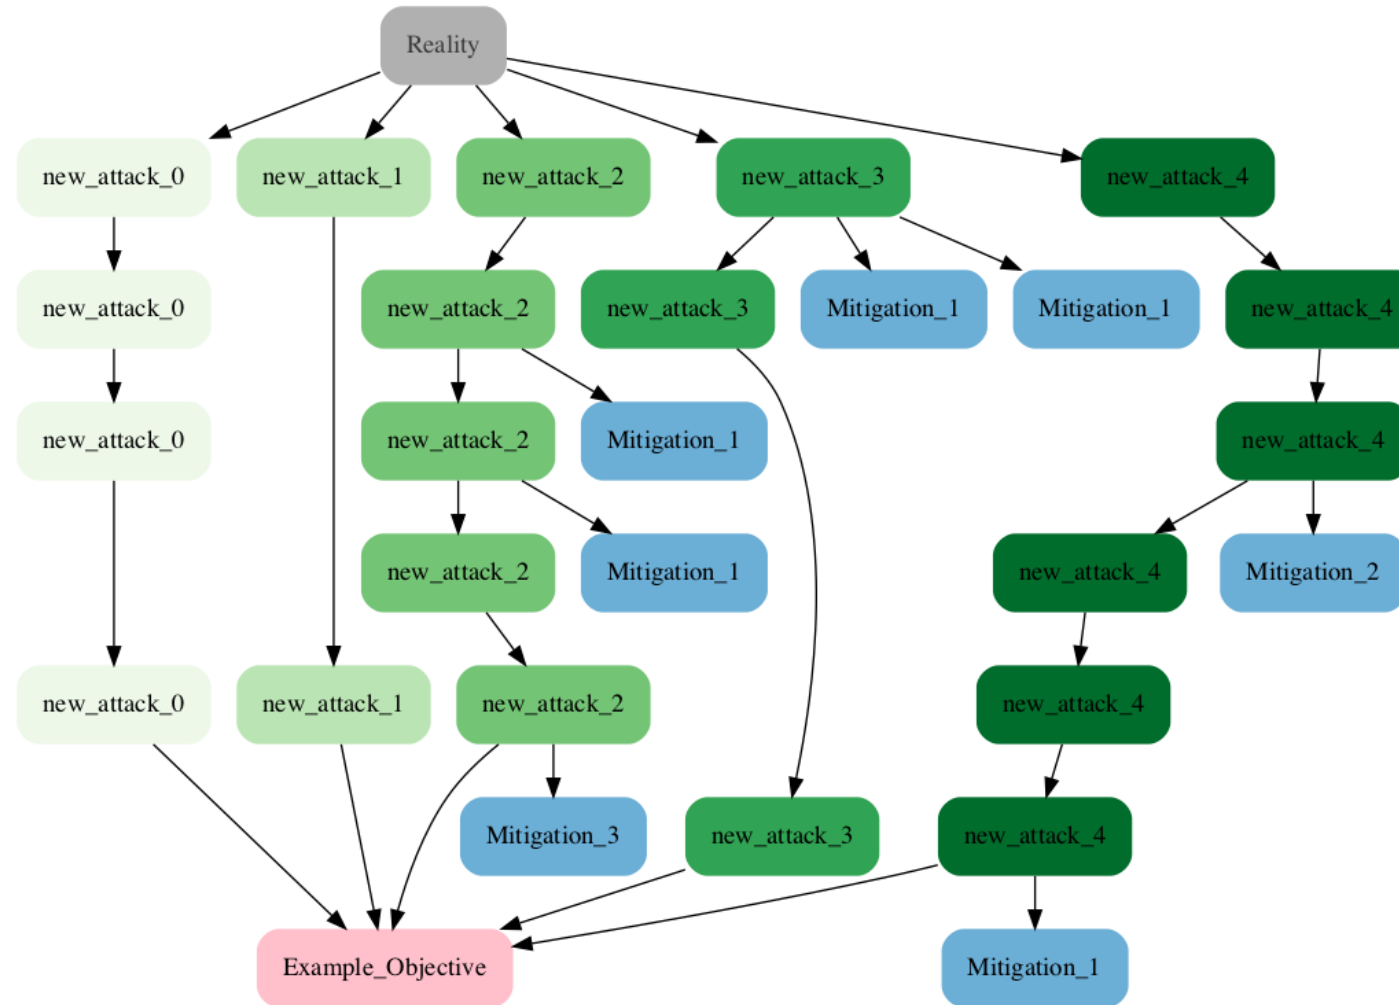 Reality
new_attack_0
new_attack_1
new_attack_2
new_attack_3
new_attack_4
new_attack_0
new_attack_2
new_attack_3
Mitigation_1
Mitigation_1
new_attack_4
new_attack_0
new_attack_2
Mitigation_1
new_attack_4
new_attack_2
Mitigation_1
new_attack_4
Mitigation_2
new_attack_0
new_attack_1
new_attack_2
new_attack_4
Mitigation_3
new_attack_3
new_attack_4
Example_Objective
Mitigation_1